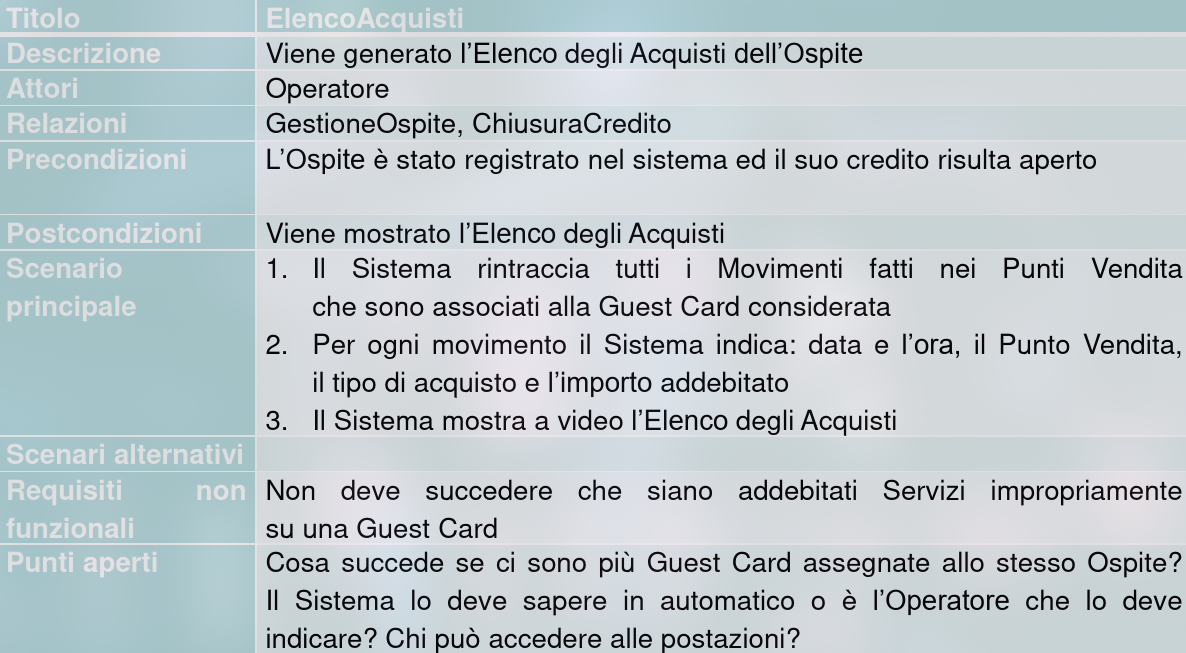 Titolo ElencoAcquisti
Descrizione Viene generato l’Elenco degli Acquisti dell’Ospite
Attori Operatore
Relazioni GestioneOspite, ChiusuraCredito
Precondizioni L’Ospite è stato registrato nel sistema ed il suo credito risulta aperto
Postcondizioni Viene mostrato l’Elenco degli Acquisti
Scenario principale
1. Il Sistema rintraccia tutti i Movimenti fatti nei Punti Vendita
che sono associati alla Guest Card considerata
2. Per ogni movimento il Sistema indica: data e l’ora, il Punto Vendita,
il tipo di acquisto e l’importo addebitato
3. Il Sistema mostra a video l’Elenco degli Acquisti
Scenari alternativi
Requisiti non funzionali
Non deve succedere che siano addebitati Servizi impropriamente
su una Guest Card
Punti aperti Cosa succede se ci sono più Guest Card assegnate allo stesso Ospite?
Il Sistema lo deve sapere in automatico o è l’Operatore che lo deve
indicare? Chi può accedere alle postazioni?